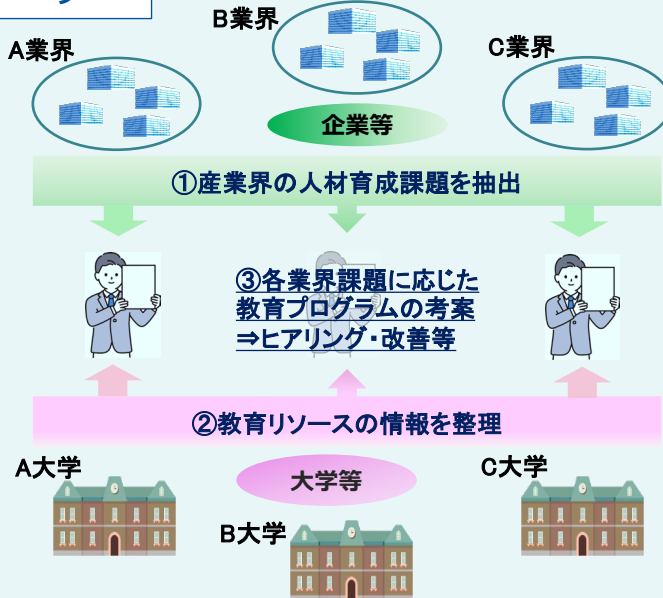 B業界
A業界
C業界
企業等
①産業界の人材育成課題を抽出
③各業界課題に応じた
教育プログラムの考案
⇒ヒアリング・改善等
②教育リソースの情報を整理
A大学
大学等
C大学
B大学